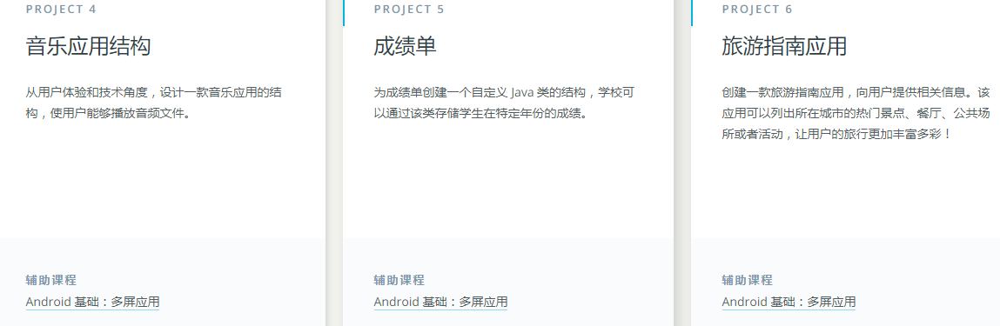 PROJECT 4
音乐应用结构
从用户体验和技术角度，设计一款音乐应用的结
构，使用户能够播放音频文件。
辅助课程
Android 基础：多屏应用
PROJECT 5
成绩单
为成绩单创建一个自定义 Java 类的结构，学校可
以通过该类存储学生在特定年份的成绩。
辅助课程
Android 基础：多屏应用
PROJECT 6
旅游指南应用
创建一款旅游指南应用，向用户提供相关信息。该
应用可以列出所在城市的热门景点、餐厅、公共场
所或者活动，让用户的旅行更加丰富多彩！
辅助课程
Android 基础：多屏应用